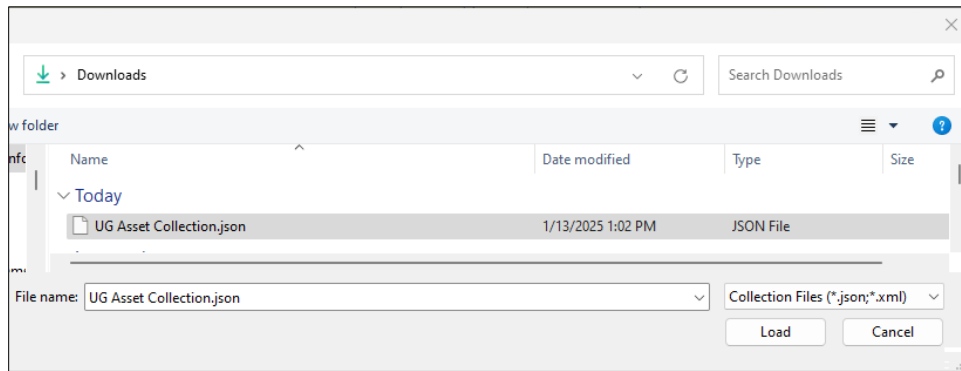 > Downloads
Search Downloads
w folder
Name Date modified Type Size
Today
UG Asset Collection.json 1/13/2025 1:02 PM JSON File
File name: UG Asset Collection.json Collection Files (*.json;*.xml)
Load Cancel